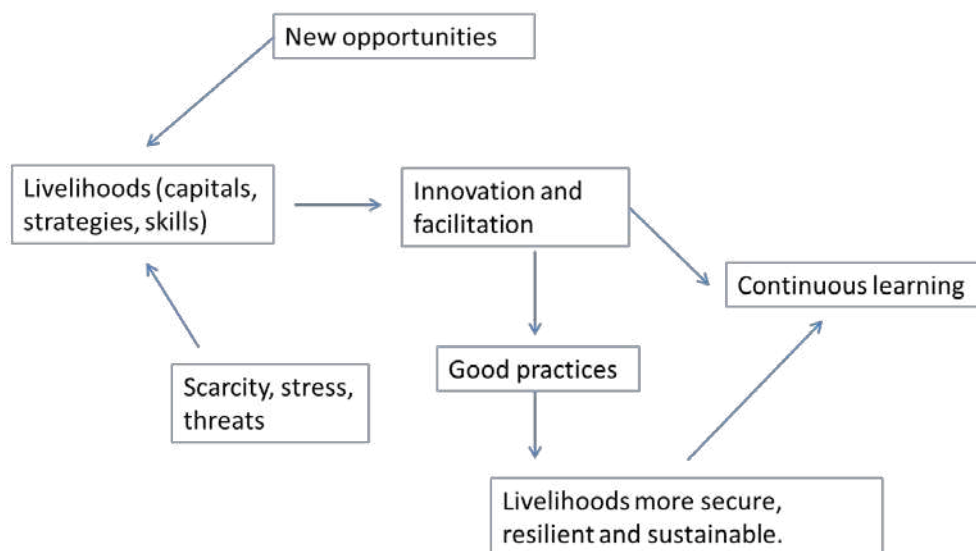 New opportunities
Livelihoods (capitals,
strategies, skills)
Innovation and
facilitation
Continuous learning
Good practices
Scarcity, stress,
threats
Livelihoods more secure,
resilient and sustainable.